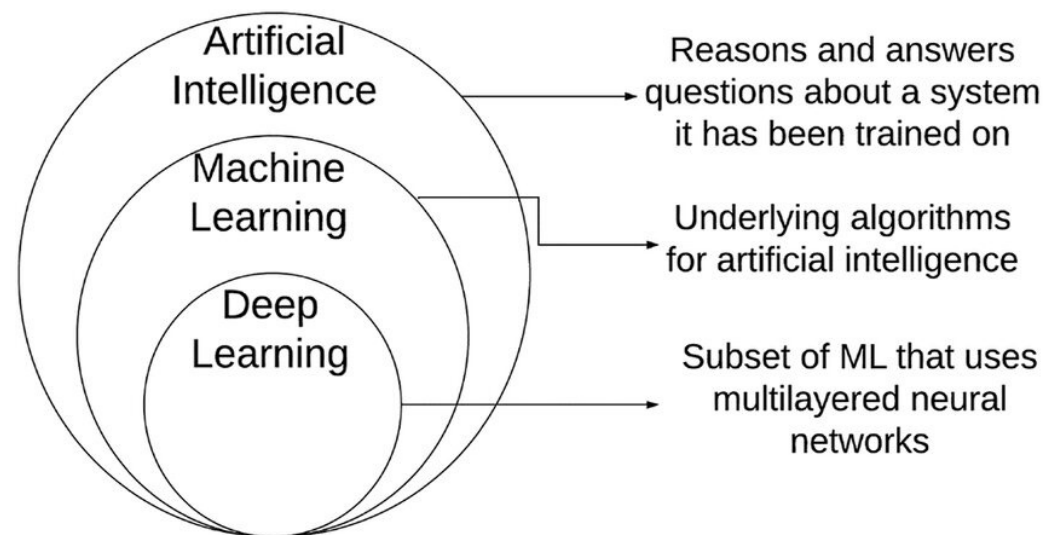 Artificial
Intelligence
Reasons and answers
questions about a system
it has been trained on
Machine
Learning
Underlying algorithms
for artificial intelligence
Deep
Learning
Subset of ML that uses
multilayered neural
networks